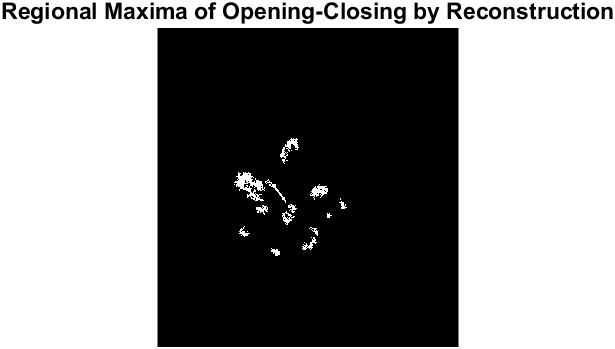 Regional Maxima of Opening-Closing by Reconstruction